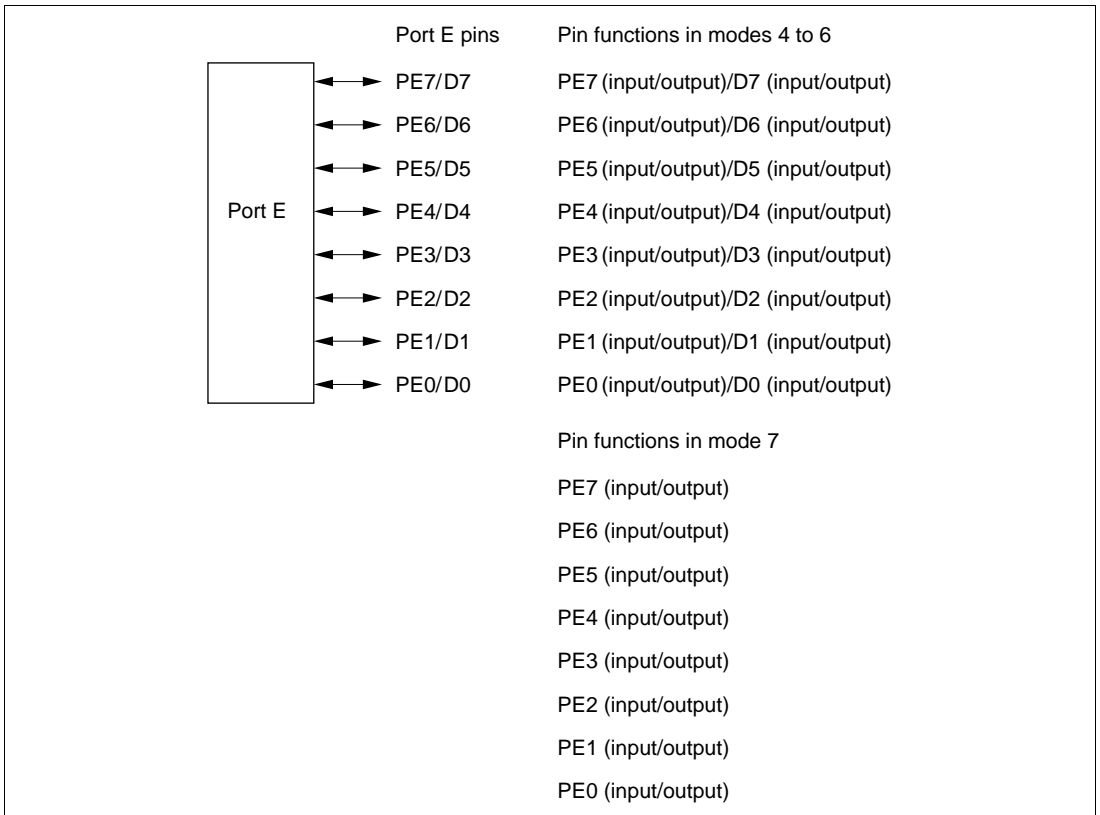 Port E pins Pin functions in modes 4 to 6
PE7/D7 PE7 (input/output)/D7 (input/output)
PE6/D6 PE6 (input/output)/D6 (input/output)
PE5/D5 PE5 (input/output)/D5 (input/output)
Port E PE4/D4 PE4 (input/output)/D4 (input/output)
PE3/D3 PE3 (input/output)/D3 (input/output)
PE2/D2 PE2 (input/output)/D2 (input/output)
PE1/D1 PE1 (input/output)/D1 (input/output)
PE0/D0 PE0 (input/output)/D0 (input/output)
Pin functions in mode 7
PE7 (input/output)
PE6 (input/output)
PE5 (input/output)
PE4 (input/output)
PE3 (input/output)
PE2 (input/output)
PE1 (input/output)
PE0 (input/output)